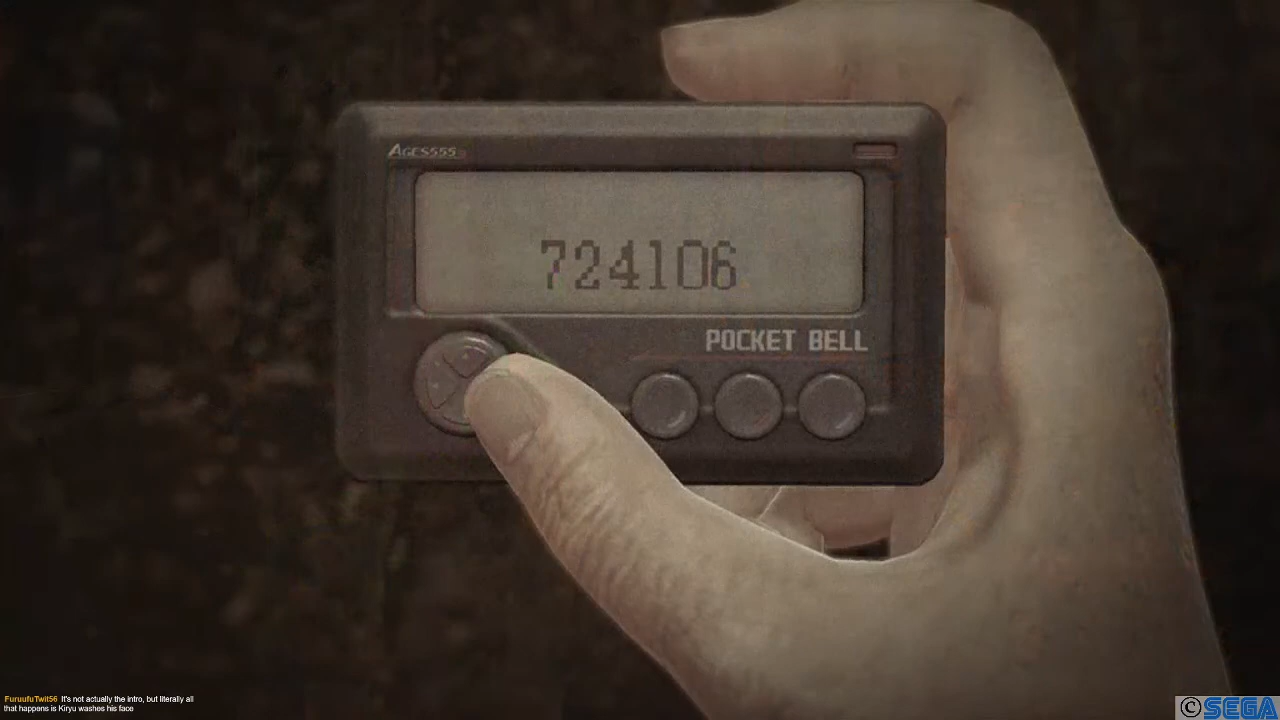 AGES555
724106
POCKET BELL
FuruufuTwit56 It's not actually the intro, but literally all
that happens is Kiryu washes his face
© SEGA